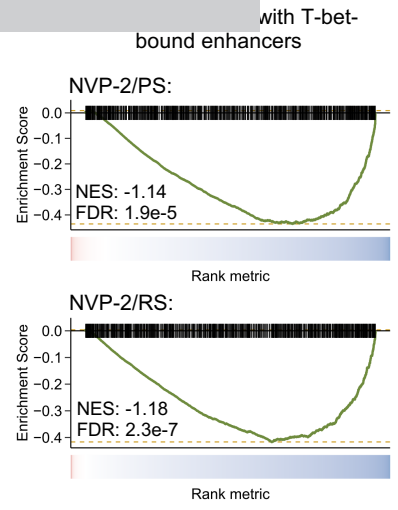 with T-bet-
bound enhancers
NVP-2/PS:
Enrichment Score
0.0
−0.1
−0.2
−0.3
−0.4
NES: -1.14
FDR: 1.9e-5
Rank metric
NVP-2/RS:
Enrichment Score
0.0
−0.1
−0.2
−0.3
−0.4
NES: -1.18
FDR: 2.3e-7
Rank metric